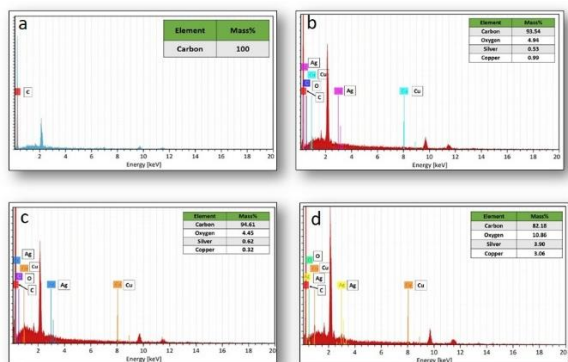 a
Element Mass%
Carbon 100
C
2 4 6 8 10 12 14 16 18 20
Energy [keV]
b
Element Mass%
Carbon 93.54
Oxygen 4.94
Silver 0.53
Copper 0.99
Ag
Cu
O
C
Ag
Cu
2 4 6 8 10 12 14 16 18 20
Energy [keV]
c
Element Mass%
Carbon 94.61
Oxygen 4.45
Silver 0.62
Copper 0.32
Ag
Cu
O
C
Ag
Cu
2 4 6 8 10 12 14 16 18 20
Energy [keV]
d
Element Mass%
Carbon 82.18
Oxygen 10.86
Silver 3.90
Copper 3.06
O
Cu
Ag
C
Ag
Cu
2 4 6 8 10 12 14 16 18 20
Energy [keV]